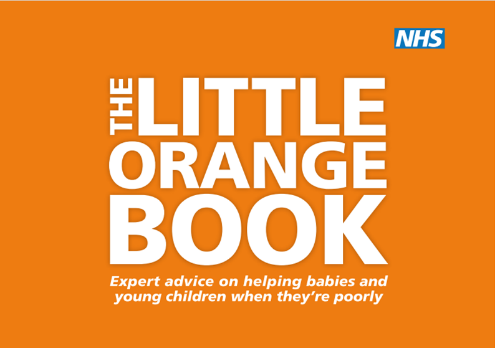 NHS
THE LITTLE
ORANGE
BOOK
Expert advice on helping babies and
young children when they're poorly